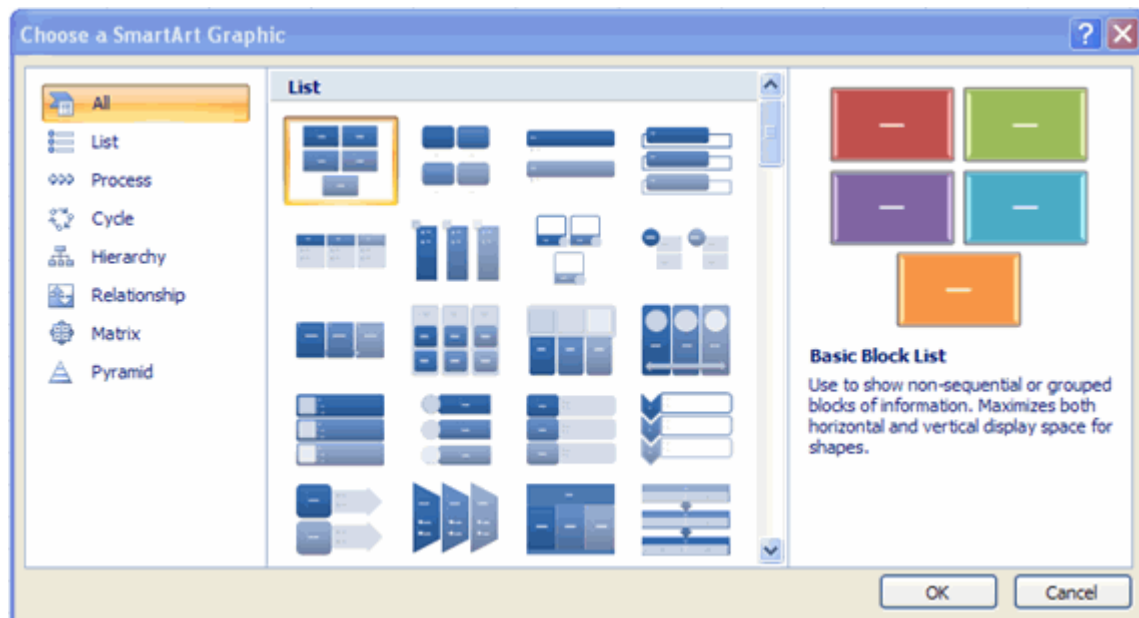 Choose a SmartArt Graphic
All
List
Process
Cycle
Hierarchy
Relationship
Matrix
Pyramid
List
Basic Block List
Use to show non-sequential or grouped
blocks of information. Maximizes both
horizontal and vertical display space for
shapes.
OK
Cancel